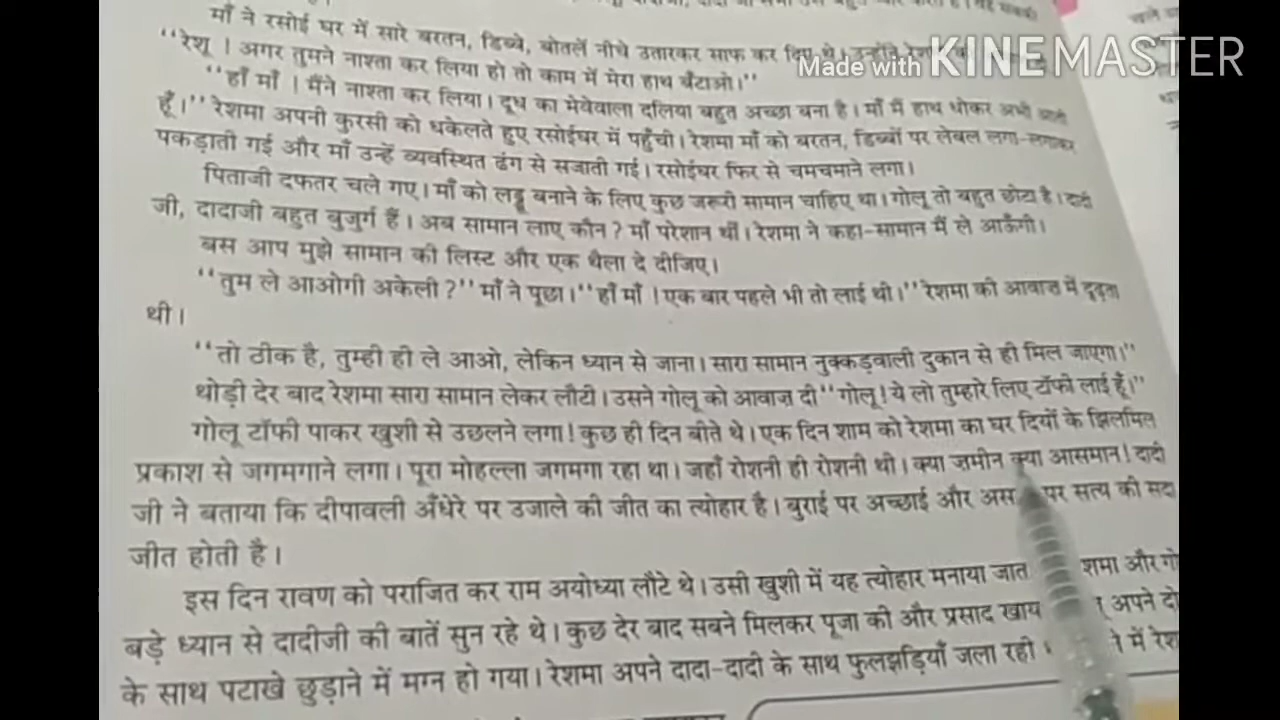 माँ ने रसोई घर में सारे बरतन, डिब्बे, बोतलें नीचे उतारकर साफ कर दिए थे। उन्होंने
Made with KINEMASTER
“रेशू ! अगर तुमने नाश्ता कर लिया हो तो काम में मेरा हाथ बँटाओ।”
“हाँ माँ ! मैंने नाश्ता कर लिया। दूध का मेवेवाला दलिया बहुत अच्छा बना है। माँ मैं हाथ धोकर अभी आती
हूँ।” रेशमा अपनी कुरसी को धकेलते हुए रसोईघर में पहुँची। रेशमा माँ को बरतन, डिब्बों पर लेबल लगा-लगाकर
पकड़ाती गई और माँ उन्हें व्यवस्थित ढंग से सजाती गई। रसोईघर फिर से चमचमाने लगा।
पिताजी दफतर चले गए। माँ को लड्डू बनाने के लिए कुछ जरूरी सामान चाहिए था। गोलू तो बहुत छोटा है। दादी
जी, दादाजी बहुत बुजुर्ग हैं। अब सामान लाए कौन? माँ परेशान थीं। रेशमा ने कहा-सामान मैं ले आऊँगी।
बस आप मुझे सामान की लिस्ट और एक थैला दे दीजिए।
“तुम ले आओगी अकेली ?” माँ ने पूछा। “हाँ माँ ! एक बार पहले भी तो लाई थी।” रेशमा की आवाज में दृढ़ता
थी।
“तो ठीक है, तुम्ही ही ले आओ, लेकिन ध्यान से जाना। सारा सामान नुक्कड़वाली दुकान से ही मिल जाएगा।”
थोड़ी देर बाद रेशमा सारा सामान लेकर लौटी। उसने गोलू को आवाज़ दी “गोलू ! ये लो तुम्हारे लिए टॉफी लाई हूँ।”
गोलू टॉफी पाकर खुशी से उछलने लगा! कुछ ही दिन बीते थे। एक दिन शाम को रेशमा का घर दियों के झिलमिल
प्रकाश से जगमगाने लगा। पूरा मोहल्ला जगमगा रहा था। जहाँ रोशनी ही रोशनी थी। क्या ज़मीन क्या आसमान! दादी
जी ने बताया कि दीपावली अँधेरे पर उजाले की जीत का त्योहार है। बुराई पर अच्छाई और अस पर सत्य की सदा
जीत होती है।
इस दिन रावण को पराजित कर राम अयोध्या लौटे थे। उसी खुशी में यह त्योहार मनाया जात शमा और गो
बड़े ध्यान से दादीजी की बातें सुन रहे थे। कुछ देर बाद सबने मिलकर पूजा की और प्रसाद खाय अपने दो
के साथ पटाखे छुड़ाने में मग्न हो गया। रेशमा अपने दादा-दादी के साथ फुलझड़ियाँ जला रही ने में रेश